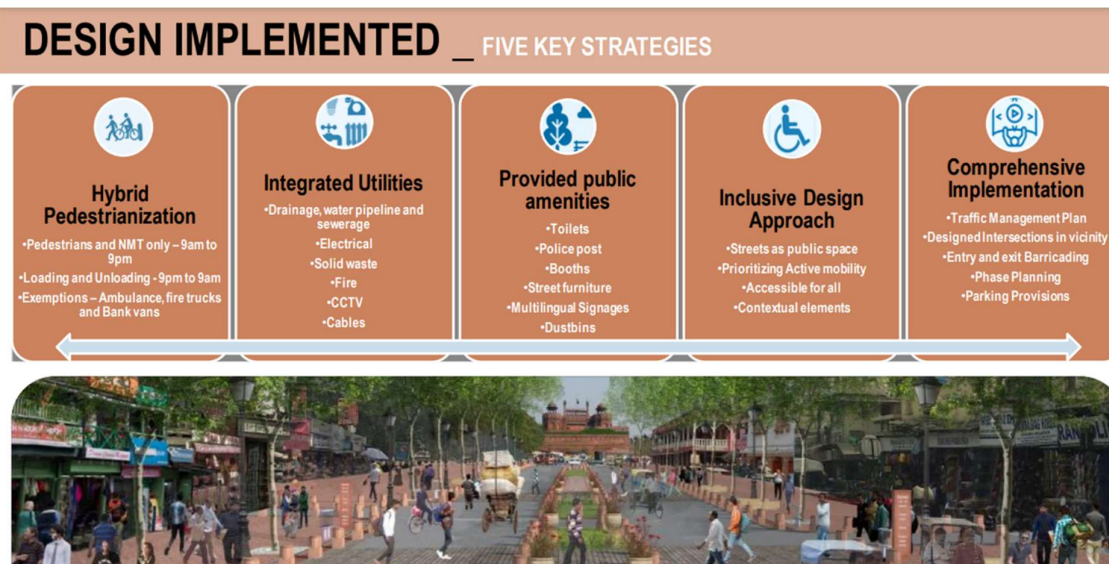 DESIGN IMPLEMENTED _ FIVE KEY STRATEGIES
Hybrid
Pedestrianization
•Pedestrians and NMT only – 9am to
9pm
•Loading and Unloading - 9pm to 9am
•Exemptions – Ambulance, fire trucks
and Bank vans
Integrated Utilities
•Drainage, water pipeline and
sewerage
•Electrical
•Solid waste
•Fire
•CCTV
•Cables
Provided public
amenities
•Toilets
•Police post
•Booths
•Street furniture
•Multilingual Signages
•Dustbins
Inclusive Design
Approach
•Streets as public space
•Prioritizing Active mobility
•Accessible for all
•Contextual elements
Comprehensive
Implementation
•Traffic Management Plan
•Designed Intersections in vicinity
•Entry and exit Barricading
•Phase Planning
•Parking Provisions